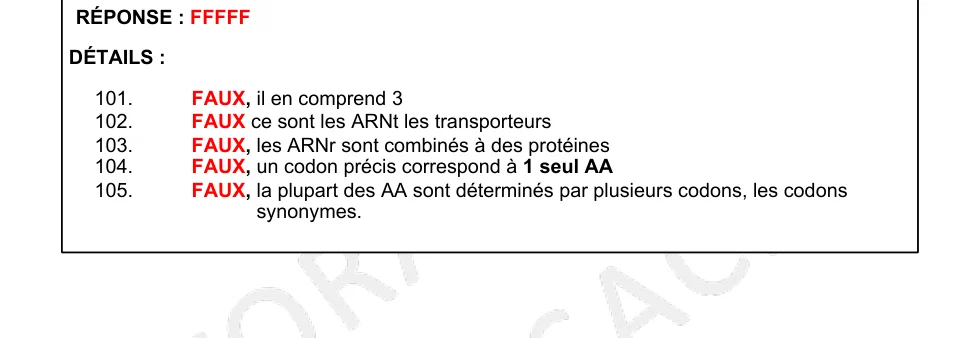 RÉPONSE : FFFFF
DÉTAILS :
101. FAUX, il en comprend 3
102. FAUX ce sont les ARNt les transporteurs
103. FAUX, les ARNr sont combinés à des protéines
104. FAUX, un codon précis correspond à 1 seul AA
105. FAUX, la plupart des AA sont déterminés par plusieurs codons, les codons
synonymes.